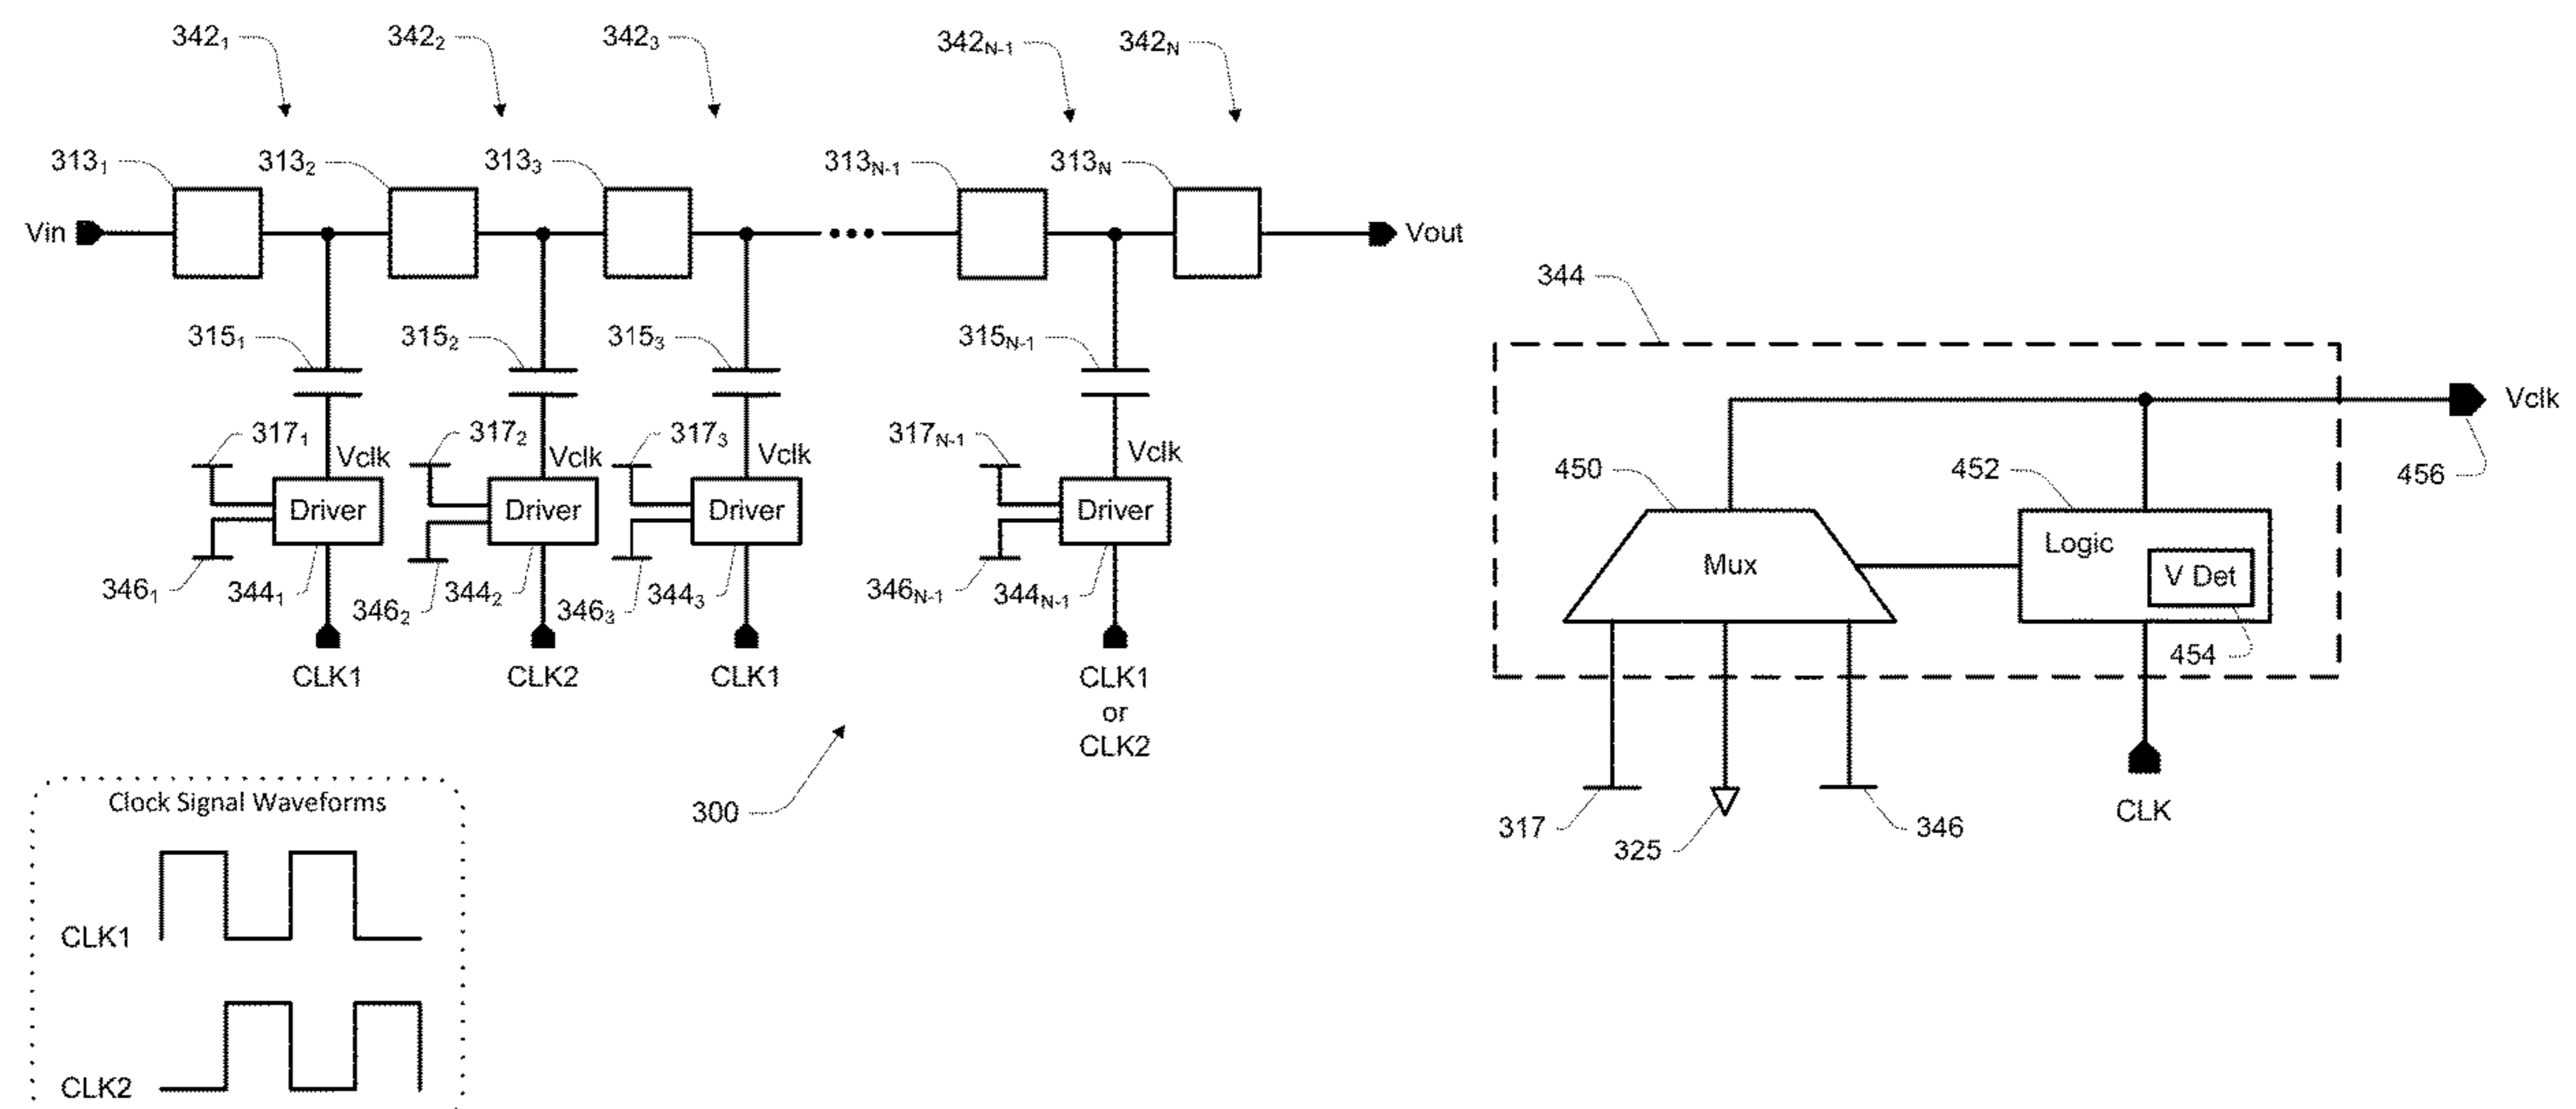 342₁ 342₂ 342₃ 342N-1 342N
313₁ 313₂ 313₃ 313N-1 313N
Vin Vout
344
315₁ 315₂ 315₃ 315N-1
Vclk
317₁ Vclk 317₂ Vclk 317₃ Vclk 317N-1 Vclk
450 452 456
Driver Driver Driver Driver
Logic
Mux V Det
346₁ 344₁ 346₂ 344₂ 346₃ 344₃ 346N-1 344N-1
454
CLK1 CLK2 CLK1 CLK1
or
CLK2
300
317 325 346 CLK
Clock Signal Waveforms
CLK1
CLK2